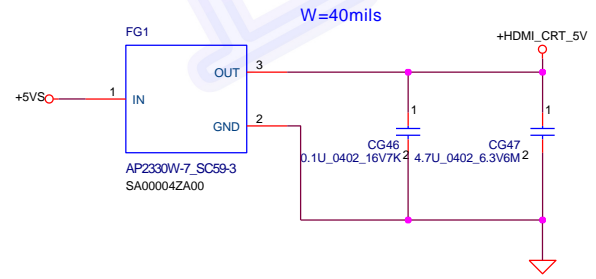 W=40mils
FG1
+HDMI_CRT_5V
OUT
3
+5VS
1
IN
1
1
GND
2
CG46
0.1U_0402_16V7K
2
CG47
4.7U_0402_6.3V6M
2
AP2330W-7_SC59-3
SA00004ZA00